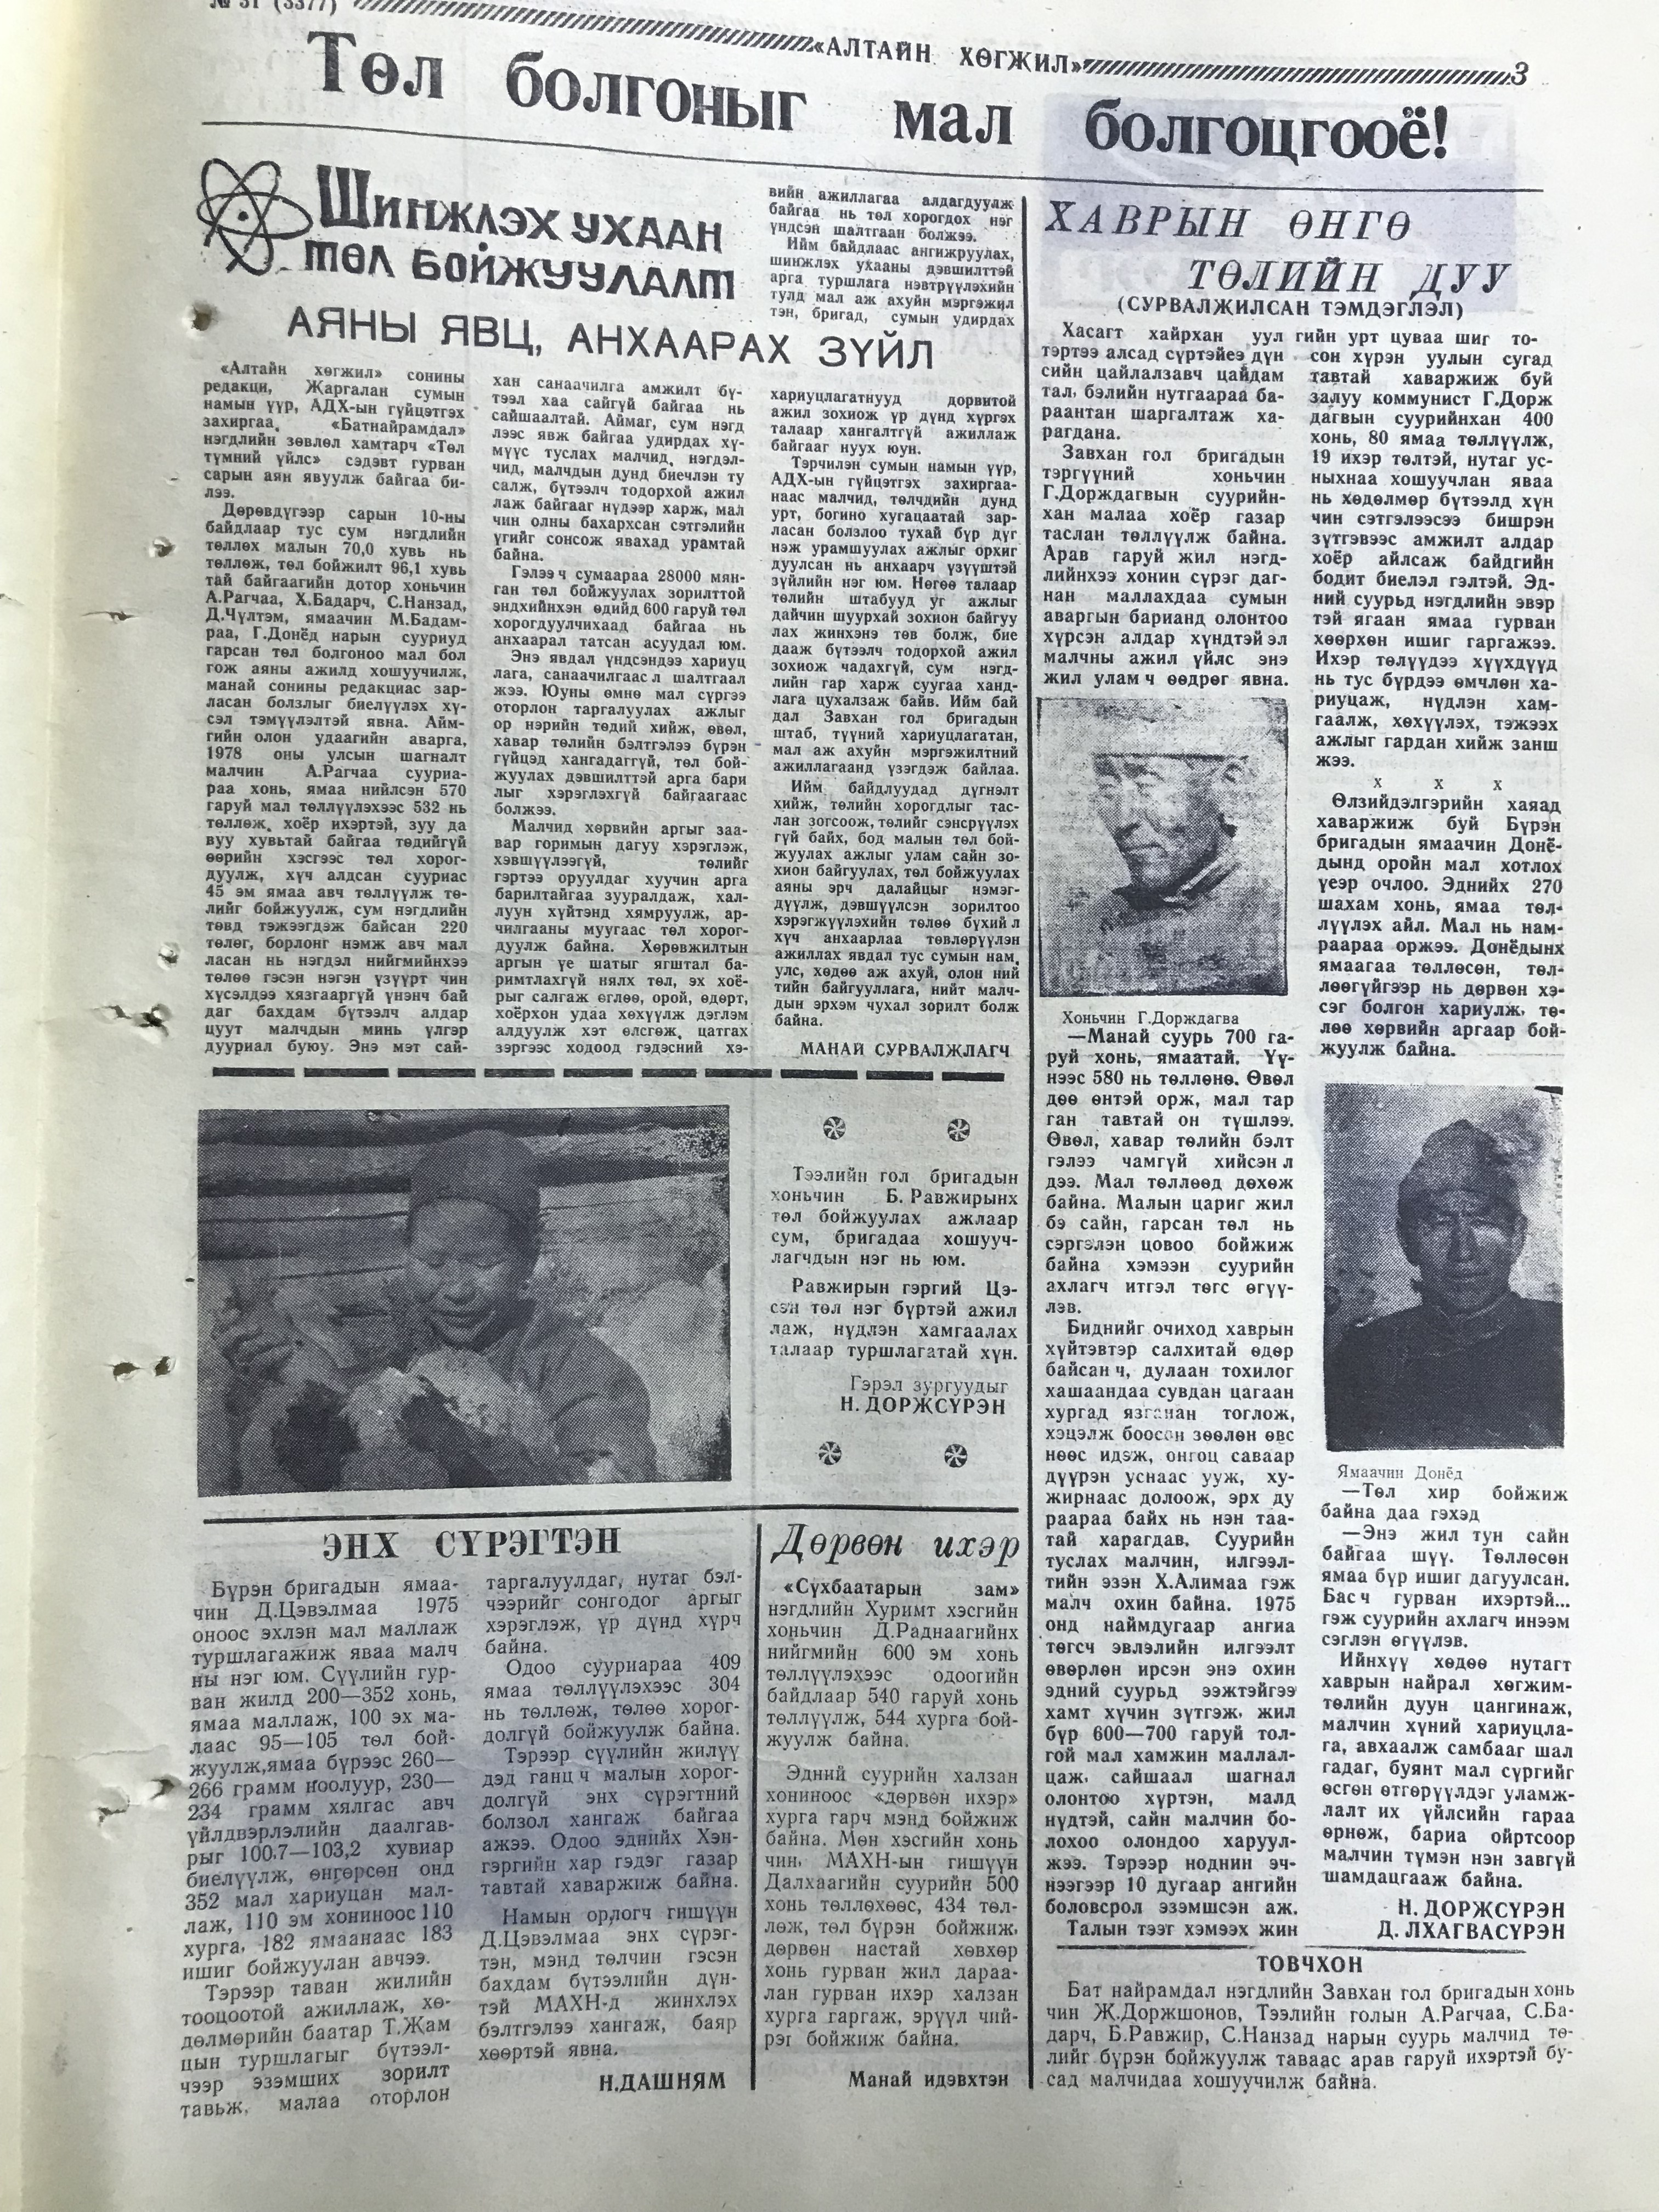 № 31 (3377)
«АЛТАЙН ХӨГЖИЛ»
3
Төл болгоныг мал болгоцгооё!
ШИНЖЛЭХ УХААН
ТӨЛ БОЙЖУУЛАЛТ
АЯНЫ ЯВЦ, АНХААРАХ ЗҮЙЛ
«Алтайн хөгжил» сонины
редакци, Жаргалан сумын
намын үүр, АДХ-ын гүйцэтгэх
захиргаа, «Батнайрамдал»
нэгдлийн зөвлөл хамтарч «Төл
түмний үйлс» сэдэвт гурван
сарын аян явуулж байгаа би-
лээ.
Дөрөвдүгээр сарын 10-ны
байдлаар тус сум нэгдлийн
төллөх малын 70,0 хувь нь
төллөж, төл бойжилт 96,1 хувь
тай байгаагийн дотор хоньчин
А.Рагчаа, Х.Бадарч, С.Нанзад,
Д.Чүлтэм, ямаачин М.Бадам-
раа, Г.Донёд нарын сууриуд
гарсан төл болгоноо мал бол
гож аяны ажилд хошуучилж,
манай сонины редакциас зар-
ласан болзлыг биелүүлэх хү-
сэл тэмүүлэлтэй явна. Айм-
гийн олон удаагийн аварга,
1978 оны улсын шагналт
малчин А.Рагчаа суурна-
раа хонь, ямаа нийлсэн 570
гаруй мал төллүүлэхээс 532 нь
төллөж, хоёр ихэртэй, зуу да
вуу хувьтай байгаа төдийгүй
өөрийн хэсгээс төл хорог-
дуулж, хүч алдсан сууриас
45 эм ямаа авч төллүүлж тө-
лийг бойжуулж, сум нэгдлийн
төвд тэжээгдэж байсан 220
төлөг, борлонг нэмж авч мал
ласан нь нэгдэл нийгмийнхээ
төлөө гэсэн нэгэн үзүүрт чин
хүсэлдээ хязгааргүй үнэнч бай
даг бахдам бүтээлч алдар
цуут малчдын минь үлгэр
дууриал буюу. Энэ мэт сай-
хан санаачилга амжилт бү-
тээл хаа сайгүй байгаа нь
сайшаалтай. Аймаг, сум нэгд
лээс явж байгаа удирдах хү-
мүүс туслах малчид, нэгдэл-
чид, малчдын дунд биечлэн ту
салж, бүтээлч тодорхой ажил
лаж байгааг нүдээр харж, мал
чин олны бахархсан сэтгэлийн
үгийг сонсож явахад урамтай
байна.
Гэлээ ч сумаараа 28000 мян-
ган төл бойжуулах зорилттой
эндхийнхэн өдийд 600 гаруй төл
хорогдуулчихаад байгаа нь
анхаарал татсан асуудал юм.
Энэ явдал үндсэндээ хариуц
лага, санаачилгаас л шалтгаал
жээ. Юуны өмнө мал сүргээ
оторлон таргалуулах ажлыг
ор нэрийн төдий хийж, өвөл,
хавар төлийн бэлтгэлээ бүрэн
гүйцэд хангадаггүй, төл бой-
жуулах дэвшилттэй арга бари
лыг хэрэглэхгүй байгаагаас
болжээ.
Малчид хөрвийн аргыг заа-
вар горимын дагуу хэрэглэж,
хэвшүүлээгүй, төлийг
гэртээ оруулдаг хуучин арга
барилтайгаа зууралдаж, хал-
луун хүйтэнд хямруулж, ар-
чилгааны муугаас төл хорог-
дуулж байна. Хөрөвжилтын
аргын үе шатыг ягштал ба-
римтлахгүй нялх төл, эх хоё-
рыг салгаж өглөө, орой, өдөрт,
хоёрхон удаа хөхүүлж дэглэм
алдуулж хэт өлсгөж, цатгах
зэргээс ходоод гэдэсний хэ-
вийн ажиллагаа алдагдуулж
байгаа нь төл хорогдох нэг
үндсэн шалтгаан болжээ.
Ийм байдлаас ангижруулах,
шинжлэх ухааны дэвшилттэй
арга туршлага нэвтрүүлэхийн
тулд мал аж ахуйн мэргэжил
тэн, бригад, сумын удирдах
хариуцлагатнууд дорвитой
ажил зохиож үр дүнд хүргэх
талаар хангалтгүй ажиллаж
байгааг нуух юун.
Тэрчилэн сумын намын үүр,
АДХ-ын гүйцэтгэх захиргаа-
наас малчид, төлчдийн дунд
урт, богино хугацаатай зар-
ласан болзлоо тухай бүр дүг
нэж урамшуулах ажлыг орхиг
дуулсан нь анхаарч үзүүштэй
зүйлийн нэг юм. Нөгөө талаар
төлийн штабууд уг ажлыг
дайчин шуурхай зохион байгуу
лах жинхэнэ төв болж, бие
дааж бүтээлч тодорхой ажил
зохиож чадахгүй, сум нэгд-
лийн гар харж суугаа ханд-
лага цухалзаж байв. Ийм бай
дал Завхан гол бригадын
штаб, түүний хариуцлагатан,
мал аж ахуйн мэргэжилтний
ажиллагаанд үзэгдэж байлаа.
Ийм байдлуудад дүгнэлт
хийж, төлийн хорогдлыг тас-
лан зогсоож, төлийг сэнсрүүлэх
гүй байх, бод малын төл бой-
жуулах ажлыг улам сайн зо-
хион байгуулах, төл бойжуулах
аяны эрч далайцыг нэмэг-
дүүлж, дэвшүүлсэн зорилтоо
хэрэгжүүлэхийн төлөө бүхий л
хүч анхаарлаа төвлөрүүлэн
ажиллах явдал тус сумын нам,
улс, хөдөө аж ахуй, олон ний
тийн байгууллага, нийт малч-
дын эрхэм чухал зорилт болж
байна.
МАНАЙ СУРВАЛЖЛАГЧ
Тээлийн гол бригадын
хоньчин Б. Равжирынх
төл бойжуулах ажлаар
сум, бригадаа хошууч-
лагчдын нэг нь юм.
Равжирын гэргий Цэ-
сэн төл нэг бүртэй ажил
лаж, нүдлэн хамгаалах
талаар туршлагатай хүн.
Гэрэл зургуудыг
Н. ДОРЖСҮРЭН
ЭНХ СҮРЭГТЭН
Бүрэн бригадын ямаа-
чин Д.Цэвэлмаа 1975
оноос эхлэн мал маллаж
туршлагажиж яваа малч
ны нэг юм. Сүүлийн гур-
ван жилд 200—352 хонь,
ямаа маллаж, 100 эх ма-
лаас 95—105 төл бой-
жуулж,ямаа бүрээс 260—
266 грамм ноолуур, 230—
234 грамм хялгас авч
үйлдвэрлэлийн даалгав-
рыг 100,7—103,2 хувиар
биелүүлж, өнгөрсөн онд
352 мал хариуцан мал-
лаж, 110 эм хониноос 110
хурга, 182 ямаанаас 183
ишиг бойжуулан авчээ.
Тэрээр таван жилийн
тооцоотой ажиллаж, хө-
дөлмөрийн баатар Т.Жам
цын туршлагыг бүтээл-
чээр эзэмших зорилт
тавьж, малаа оторлон
таргалуулдаг, нутаг бэл-
чээрийг сонгодог аргыг
хэрэглэж, үр дүнд хүрч
байна.
Одоо сууриараа 409
ямаа төллүүлэхээс 304
нь төллөж, төлөө хорог-
долгүй бойжуулж байна.
Тэрээр сүүлийн жилүү
дэд ганц ч малын хорог-
долгүй энх сүрэгтний
болзол хангаж байгаа
ажээ. Одоо эднийх Хэн-
гэргийн хар гэдэг газар
тавтай хаваржиж байна.
Намын орлогч гишүүн
Д.Цэвэлмаа энх сүрэг-
тэн, мэнд төлчин гэсэн
бахдам бүтээлийн дүн-
тэй МАХН-д жинхлэх
бэлтгэлээ хангаж, баяр
хөөртэй явна.
Н.ДАШНЯМ
Дөрвөн ихэр
«Сүхбаатарын зам»
нэгдлийн Хуримт хэсгийн
хоньчин Д.Раднаагийнх
нийгмийн 600 эм хонь
төллүүлэхээс одоогийн
байдлаар 540 гаруй хонь
төллүүлж, 544 хурга бой-
жуулж байна.
Эдний суурийн халзан
хониноос «дөрвөн ихэр»
хурга гарч мэнд бойжиж
байна. Мөн хэсгийн хонь
чин, МАХН-ын гишүүн
Далхаагийн суурийн 500
хонь төллөхөөс, 434 төл-
лөж, төл бүрэн бойжиж,
дөрвөн настай хөвхөр
хонь гурван жил дараа-
лан гурван ихэр халзан
хурга гаргаж, эрүүл чий-
рэг бойжиж байна.
Манай идэвхтэн
ХАВРЫН ӨНГӨ
ТӨЛИЙН ДУУ
(СУРВАЛЖИЛСАН ТЭМДЭГЛЭЛ)
Хасагт хайрхан уул
тэртээ алсад сүртэйеэ дүн
сийн цайлалзавч цайдам
тал, бэлийн нутгаараа ба-
раантан шаргалтаж ха-
рагдана.
Завхан гол бригадын
тэргүүний хоньчин
Г.Дорждагвын суурийн-
хан малаа хоёр газар
таслан төллүүлж байна.
Арав гаруй жил нэгд-
лийнхээ хонин сүрэг даг-
нан маллахдаа сумын
аваргын барианд олонтоо
хүрсэн алдар хүндтэй эл
малчны ажил үйлс энэ
жил улам ч өөдрөг явна.
Хоньчин Г.Дорждагва
—Манай суурь 700 га-
руй хонь, ямаатай. Үү-
нээс 580 нь төллөнө. Өвөл
дөө өнтэй орж, мал тар
ган тавтай он түшлээ.
Өвөл, хавар төлийн бэлт
гэлээ чамгүй хийсэн л
дээ. Мал төллөөд дөхөж
байна. Малын цариг жил
бэ сайн, гарсан төл нь
сэргэлэн цовоо бойжиж
байна хэмээн суурийн
ахлагч итгэл төгс өгүү-
лэв.
Биднийг очиход хаврын
хүйтэвтэр салхитай өдөр
байсан ч, дулаан тохилог
хашаандаа сувдан цагаан
хургад язганан тоглож,
хэцэлж боосон зөөлөн өвс
нөөс идэж, онгоц саваар
дүүрэн уснаас ууж, ху-
жирнаас долоож, эрх ду
раараа байх нь нэн таа-
тай харагдав. Суурийн
туслах малчин, илгээл-
тийн эзэн Х.Алимаа гэж
малч охин байна. 1975
онд наймдугаар ангиа
төгсч эвлэлийн илгээлт
өвөрлөн ирсэн энэ охин
эдний суурьд ээжтэйгээ
хамт хүчин зүтгэж, жил
бүр 600—700 гаруй тол-
гой мал хамжин маллал-
цаж, сайшаал шагнал
олонтоо хүртэн, малд
нүдтэй, сайн малчин бо-
лохоо олондоо харуул-
жээ. Тэрээр ноднин эч-
нээгээр 10 дугаар ангийн
боловсрол эзэмшсэн аж.
Талын тээг хэмээх жин
гийн урт цуваа шиг то-
сон хүрэн уулын сугад
тавтай хаваржиж буй
залуу коммунист Г.Дорж
дагвын суурийнхан 400
хонь, 80 ямаа төллүүлж,
19 ихэр төлтэй, нутаг ус-
ныхнаа хошуучлан яваа
нь хөдөлмөр бүтээлд хүн
чин сэтгэлээсээ бишрэн
зүтгэвээс амжилт алдар
хоёр айлсаж байдгийн
бодит биелэл гэлтэй. Эд-
ний суурьд нэгдлийн эвэр
тэй ягаан ямаа гурван
хөөрхөн ишиг гаргажээ.
Ихэр төлүүдээ хүүхдүүд
нь тус бүрдээ өмчлөн ха-
риуцаж, нүдлэн хам-
гаалж, хөхүүлэх, тэжээх
ажлыг гардан хийж занш
жээ.
х х х
Өлзийдэлгэрийн хаяад
хаваржиж буй Бүрэн
бригадын ямаачин Донё-
дынд оройн мал хотлох
үеэр очлоо. Эднийх 270
шахам хонь, ямаа төл-
лүүлэх айл. Мал нь нам-
раараа оржээ. Донёдынх
ямаагаа төллөсөн, төл-
лөөгүйгээр нь дөрвөн хэ-
сэг болгон хариулж, тө-
лөө хөрвийн аргаар бой-
жуулж байна.
Ямаачин Донёд
—Төл хир бойжиж
байна даа гэхэд
—Энэ жил тун сайн
байгаа шүү. Төллөсөн
ямаа бүр ишиг дагуулсан.
Бас ч гурван ихэртэй...
гэж суурийн ахлагч инээм
сэглэн өгүүлэв.
Ийнхүү хөдөө нутагт
хаврын найрал хөгжим-
төлийн дуун цангинаж,
малчин хүний хариуцла-
га, авхаалж самбааг шал
гадаг, буянт мал сүргийг
өсгөн өтгөрүүлдэг уламж-
лалт их үйлсийн гараа
өрнөж, бариа ойртсоор
малчин түмэн нэн завгүй
шамдацгааж байна.
Н. ДОРЖСҮРЭН
Д. ЛХАГВАСҮРЭН
ТОВЧХОН
Бат найрамдал нэгдлийн Завхан гол бригадын хонь
чин Ж.Доржшонов, Тээлийн голын А.Рагчаа, С.Ба-
дарч, Б.Равжир, С.Нанзад нарын суурь малчид тө-
лийг бүрэн бойжуулж таваас арав гаруй ихэртэй бу-
сад малчидаа хошуучилж байна.